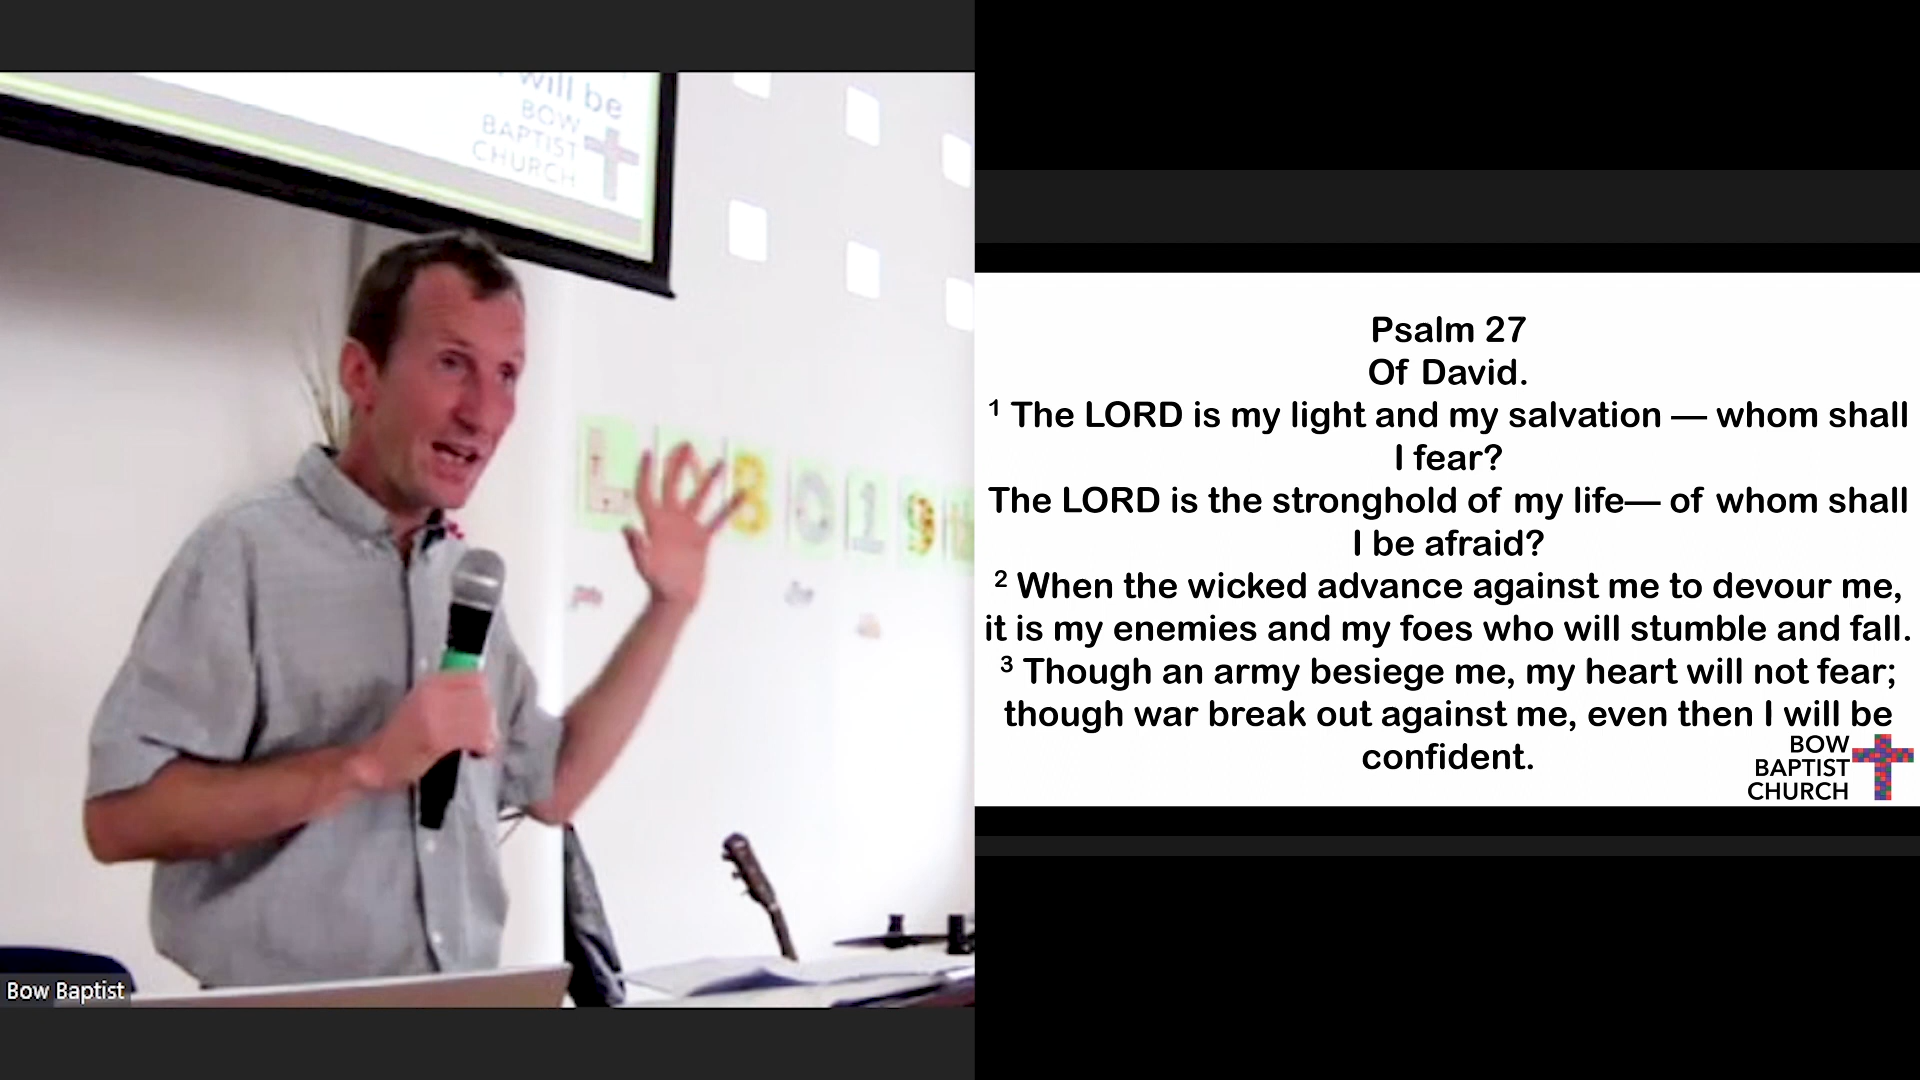 will be
BOW
BAPTIST
CHURCH
8019
Bow Baptist
Psalm 27
Of David.
1 The LORD is my light and my salvation — whom shall
I fear?
The LORD is the stronghold of my life— of whom shall
I be afraid?
2 When the wicked advance against me to devour me,
it is my enemies and my foes who will stumble and fall.
3 Though an army besiege me, my heart will not fear;
though war break out against me, even then I will be
confident.
BOW
BAPTIST
CHURCH